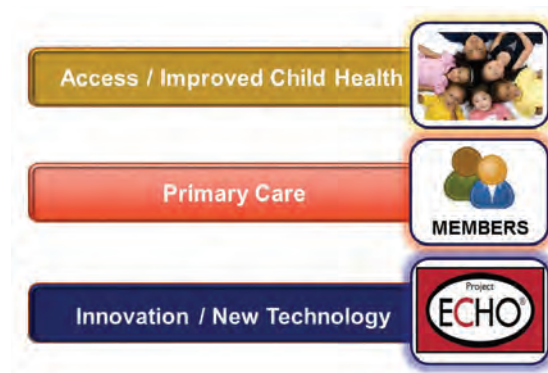 Access / Improved Child Health
Primary Care
MEMBERS
Innovation / New Technology
Project
ECHO®